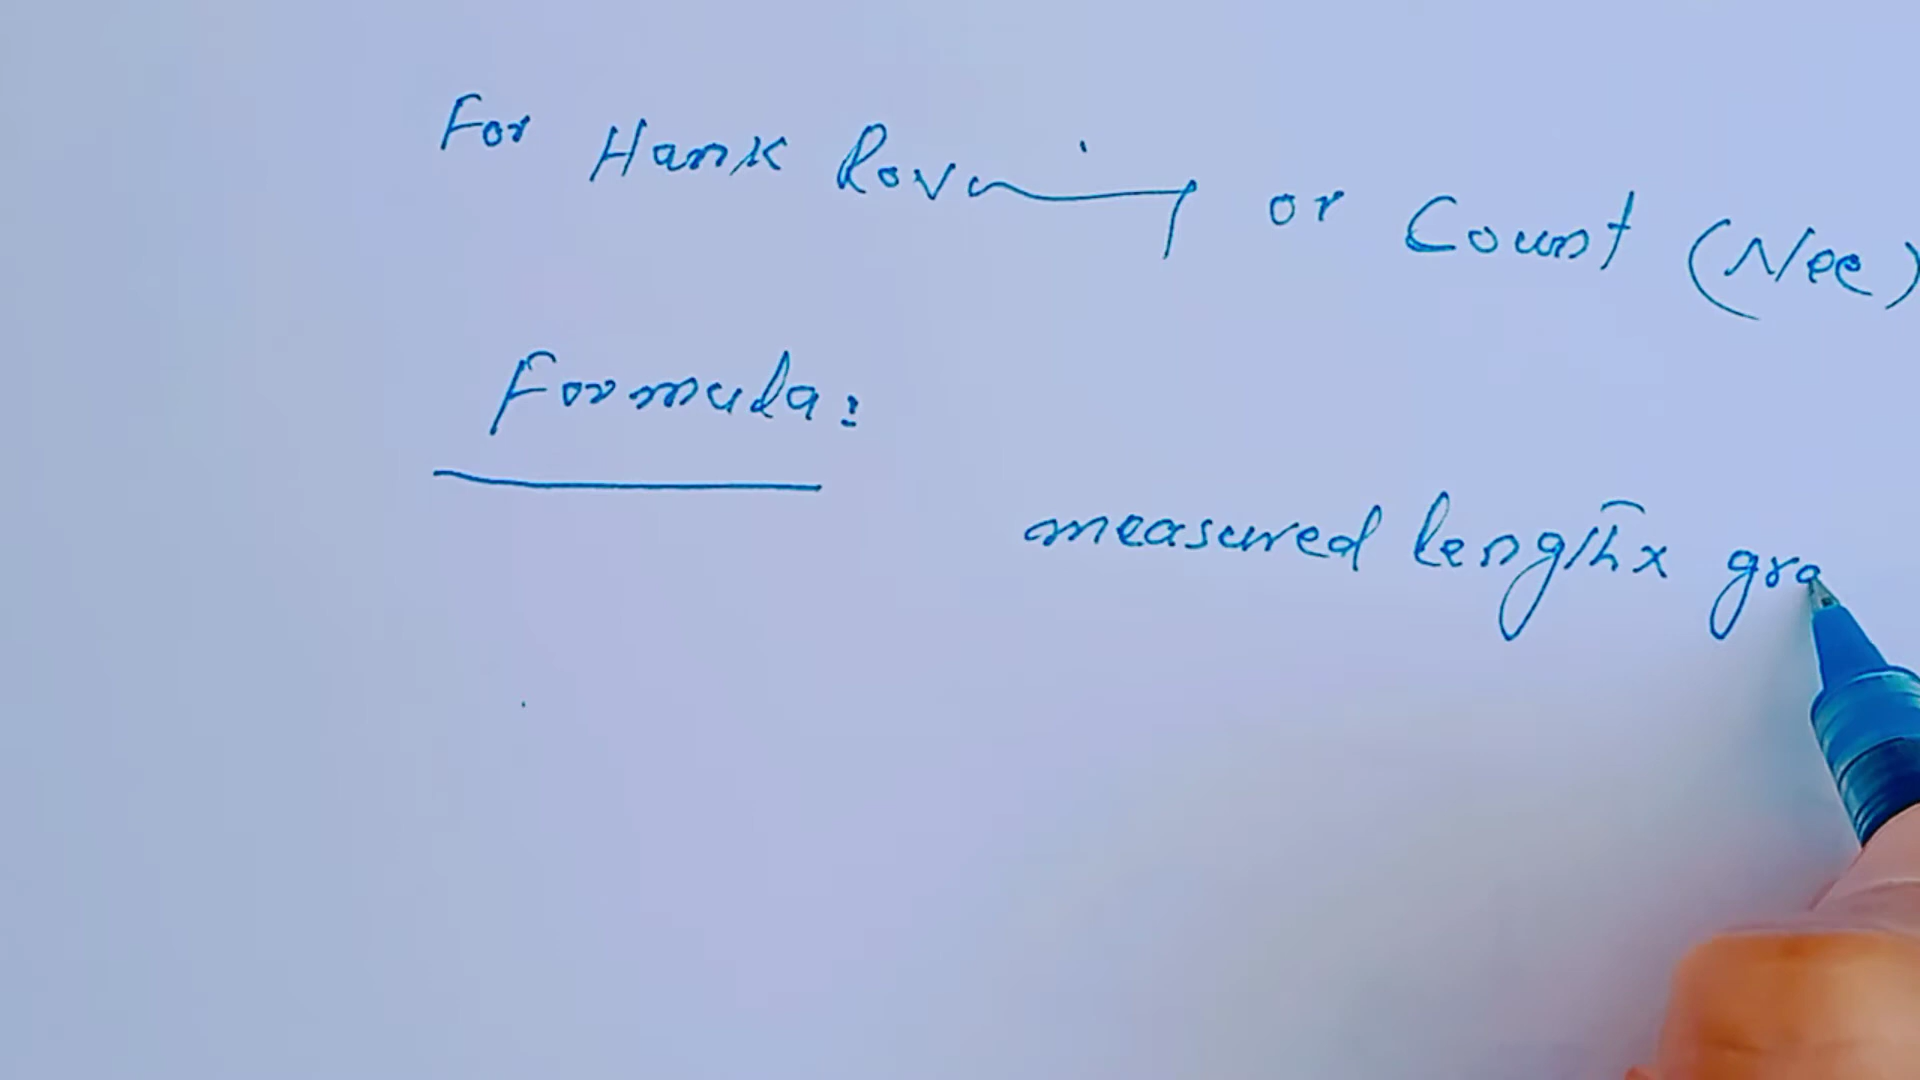 For Hank Roving or Count (Nec)
Formula:
measured length x gra